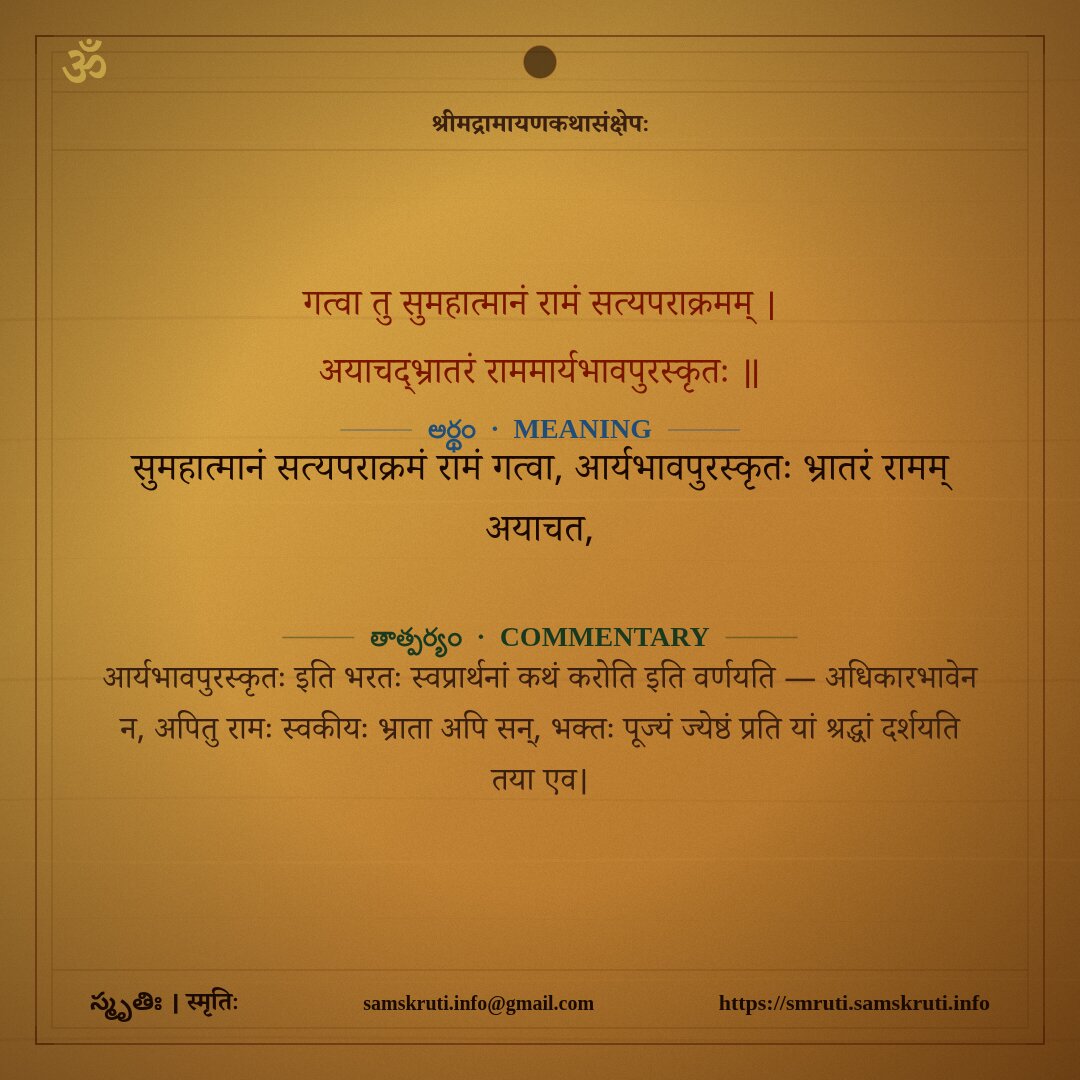 ॐ
श्रीमद्रामायणकथासंक्षेपः
गत्वा तु सुमहात्मानं रामं सत्यपराक्रमम् |
अयाचद्भ्रातरं राममार्यभावपुरस्कृतः ||
అర్థం · MEANING
सुमहात्मानं सत्यपराक्रमं रामं गत्वा, आर्यभावपुरस्कृतः भ्रातरं रामम्
अयाचत,
తాత్పర్యం · COMMENTARY
आर्यभावपुरस्कृतः इति भरतः स्वप्रार्थनां कथं करोति इति वर्णयति — अधिकारभावेन
न, अपितु रामः स्वकीयः भ्राता अपि सन्, भक्तः पूज्यं ज्येष्ठं प्रति यां श्रद्धां दर्शयति
तया एव|
స్మృతిః | स्मृतिः samskruti.info@gmail.com https://smruti.samskruti.info